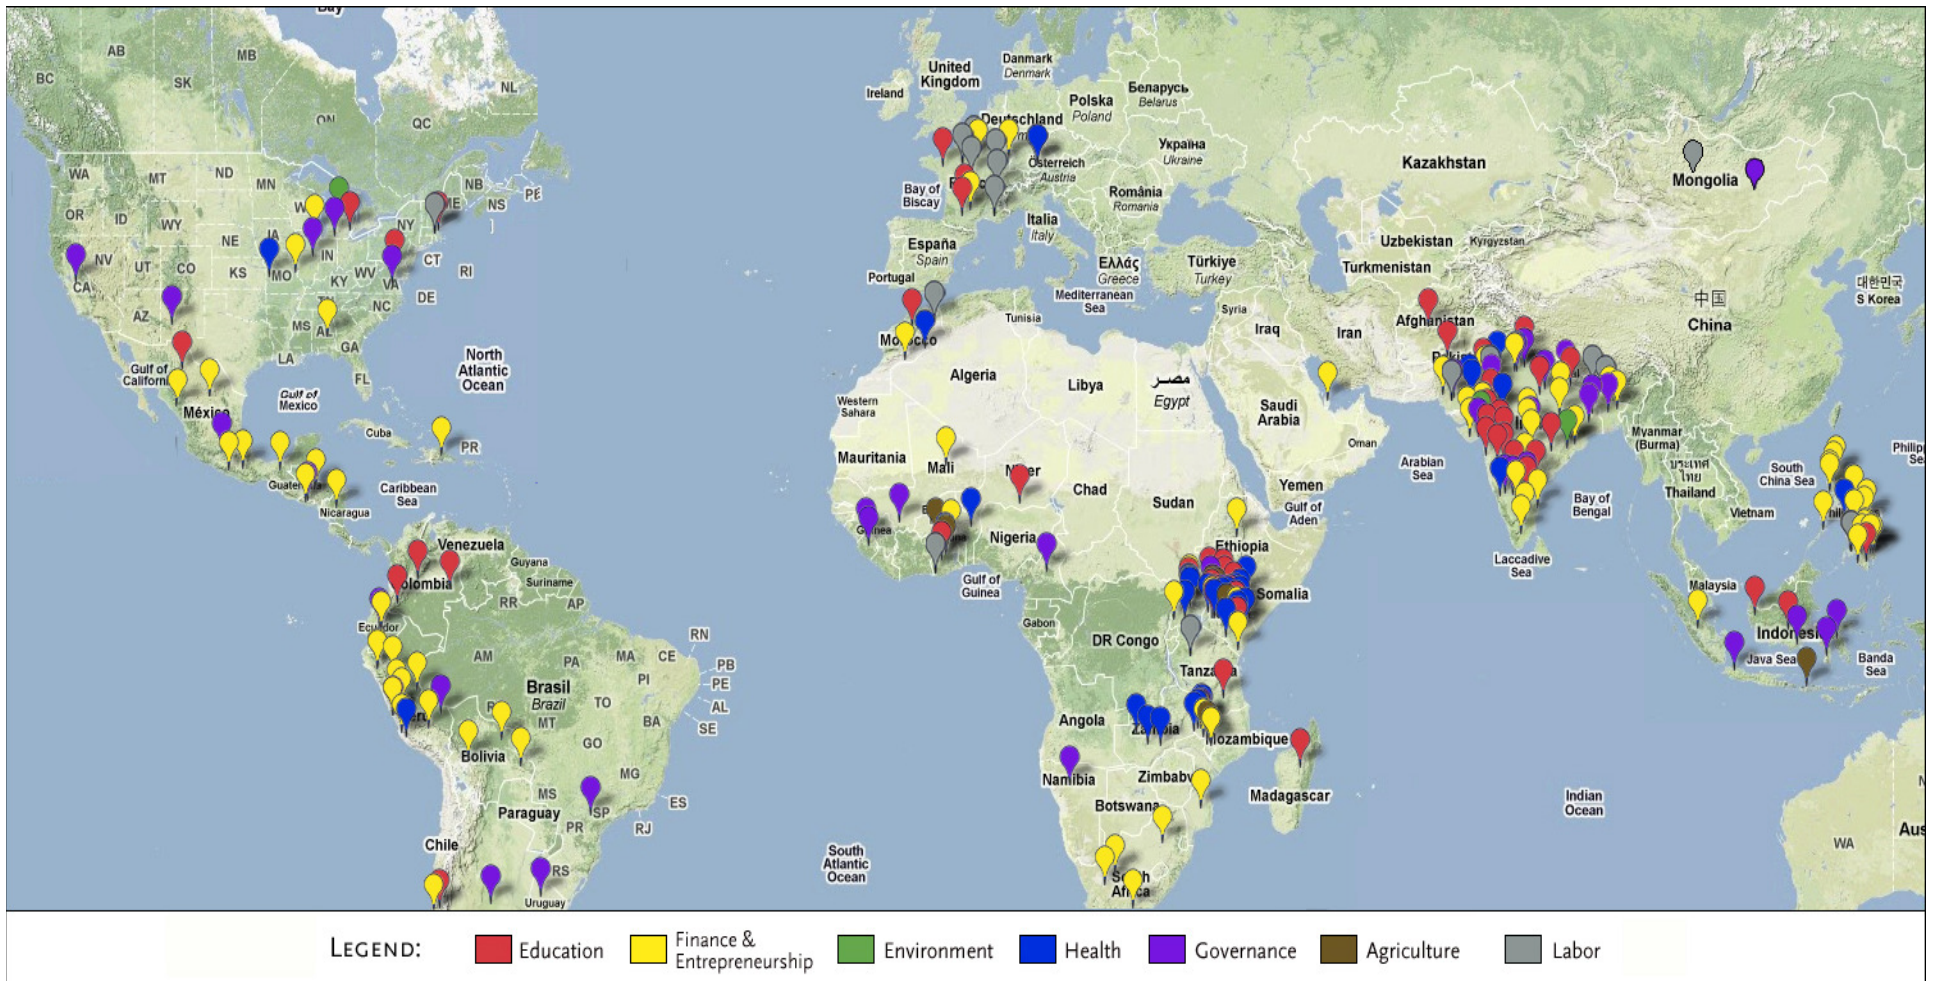 Bay
AB
MB
BC
SK
NL
ON
QC
WA
MT
ND
MN
NB
PE
NS
OR
ID
WY
NY
NE
IA
IN
NV
UT
CO
KS
MO
KY
WV
VA
CT
RI
CA
DE
NC
AZ
MS
GA
LA
FL
Gulf of
Mexico
North
Atlantic
Ocean
México
Cuba
PR
Caribbean
Sea
Nicaragua
Venezuela
Guyana
Suriname
RR
AP
AM
PA
MA
CE
RN
PB
PE
PI
AL
SE
TO
BA
Brasil
Brazil
MT
GO
MG
ES
Bolivia
MS
SP
RJ
PR
Paraguay
Chile
RS
Uruguay
South
Atlantic
Ocean
United
Kingdom
Ireland
Danmark
Denmark
Deutschland
Polska
Poland
Беларусь
Belarus
Україна
Ukraine
Österreich
Austria
România
Romania
Bay of
Biscay
Italia
Italy
España
Spain
Portugal
Ελλάς
Greece
Türkiye
Turkey
Mediterranean
Sea
Tunisia
Syria
Iraq
Iran
Kazakhstan
Uzbekistan
Kyrgyzstan
Turkmenistan
Afghanistan
Mongolia
中国
China
대한민국
S Korea
Algeria
Libya
مصر
Egypt
Western
Sahara
Saudi
Arabia
Oman
Mauritania
Mali
Chad
Sudan
Yemen
Gulf of
Aden
Arabian
Sea
Nigeria
Ethiopia
Somalia
Gulf of
Guinea
Gabon
DR Congo
Angola
Namibia
Botswana
Madagascar
Myanmar
(Burma)
ประเทศ
ไทย
Thailand
Vietnam
South
China Sea
Bay of
Bengal
Laccadive
Sea
Malaysia
Java Sea
Banda
Sea
Indian
Ocean
WA
LEGEND:
Education
Finance &
Entrepreneurship
Environment
Health
Governance
Agriculture
Labor